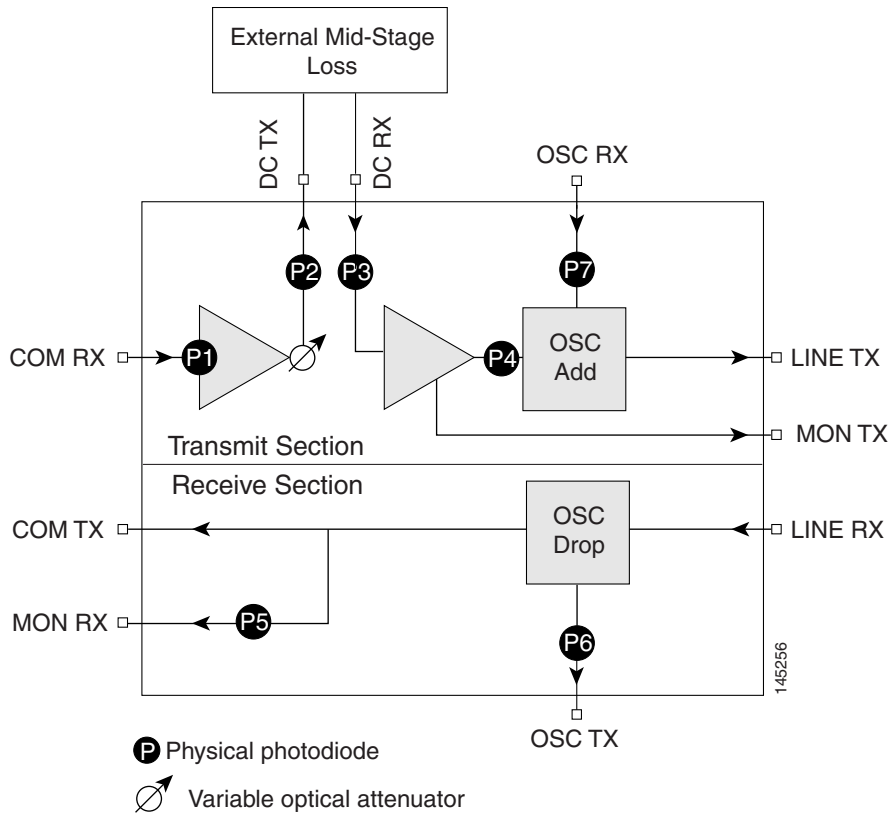 External Mid-Stage
Loss
DC TX
DC RX
OSC RX
P2
P3
P7
COM RX
P1
P4
OSC
Add
LINE TX
MON TX
Transmit Section
Receive Section
COM TX
OSC
Drop
LINE RX
MON RX
P5
P6
145256
OSC TX
P Physical photodiode
Variable optical attenuator